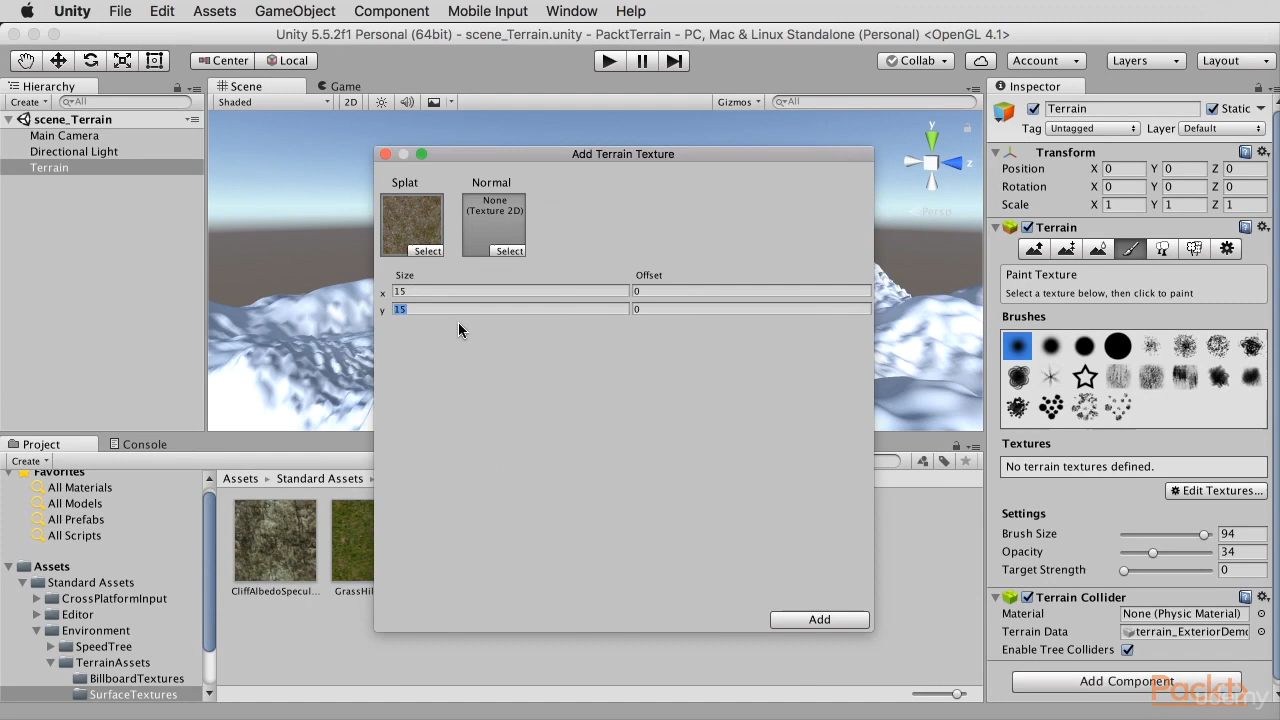 Unity File Edit Assets GameObject Component Mobile Input Window Help
Unity 5.5.2f1 Personal (64bit) - scene_Terrain.unity - PacktTerrain - PC, Mac & Linux Standalone (Personal) <OpenGL 4.1>
Center Local Collab Account Layers Layout
Hierarchy
Create All
scene_Terrain
Main Camera
Directional Light
Terrain
Scene Game
Shaded 2D Gizmos All
y
z
Persp
Add Terrain Texture
Splat Normal
None
(Texture 2D)
Select Select
Size Offset
x 15 0
y 15 0
Add
Project Console
Create
Favorites
All Materials
All Models
All Prefabs
All Scripts
Assets
Standard Assets
CrossPlatformInput
Editor
Environment
SpeedTree
TerrainAssets
BillboardTextures
SurfaceTextures
Assets Standard Assets
CliffAlbedoSpecul... GrassHil
Inspector
Terrain Static
Tag Untagged Layer Default
Transform
Position X 0 Y 0 Z 0
Rotation X 0 Y 0 Z 0
Scale X 1 Y 1 Z 1
Terrain
Paint Texture
Select a texture below, then click to paint
Brushes
Textures
No terrain textures defined.
Edit Textures...
Settings
Brush Size 94
Opacity 34
Target Strength 0
Terrain Collider
Material None (Physic Material)
Terrain Data terrain_ExteriorDemo
Enable Tree Colliders
Add Component
Packt
udemy